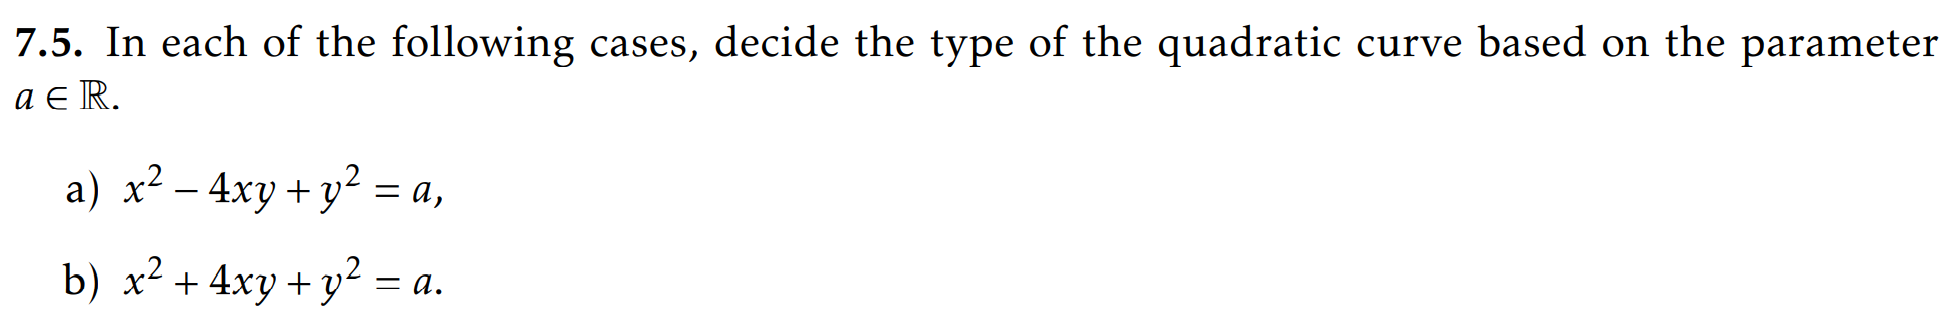 7.5. In each of the following cases, decide the type of the quadratic curve based on the parameter
a ∈ ℝ.
a) x² − 4xy + y² = a,
b) x² + 4xy + y² = a.